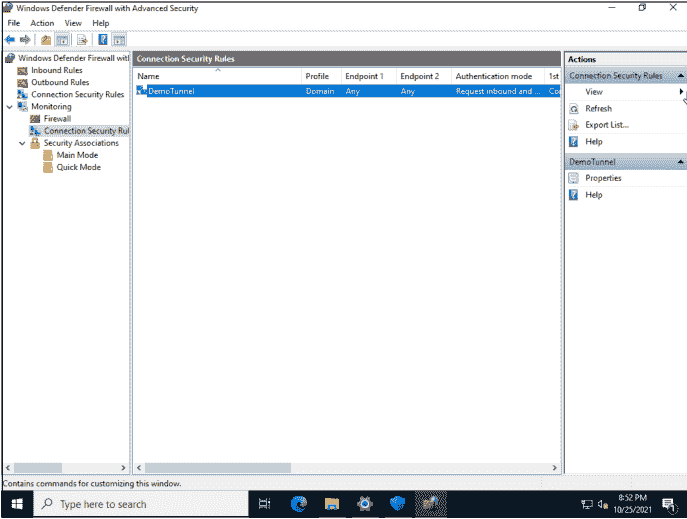 Windows Defender Firewall with Advanced Security
File Action View Help
Windows Defender Firewall witl
Inbound Rules
Outbound Rules
Connection Security Rules
Monitoring
Firewall
Connection Security Rul
Security Associations
Main Mode
Quick Mode
Connection Security Rules
Name Profile Endpoint 1 Endpoint 2 Authentication mode 1st
DemoTunnel Domain Any Any Request inbound and ... Co
Actions
Connection Security Rules
View
Refresh
Export List...
Help
DemoTunnel
Properties
Help
Contains commands for customizing this window.
Type here to search
8:52 PM
10/25/2021
1